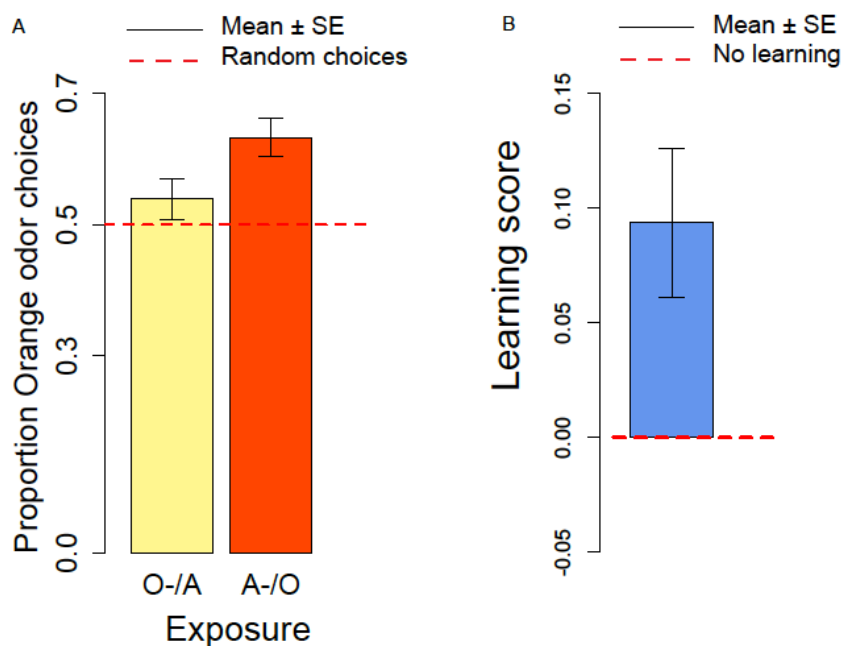 A
Mean ± SE
Random choices
Proportion Orange odor choices
0.7
0.5
0.3
0.0
O-/A A-/O
Exposure
B
Mean ± SE
No learning
Learning score
0.15
0.10
0.05
0.00
-0.05